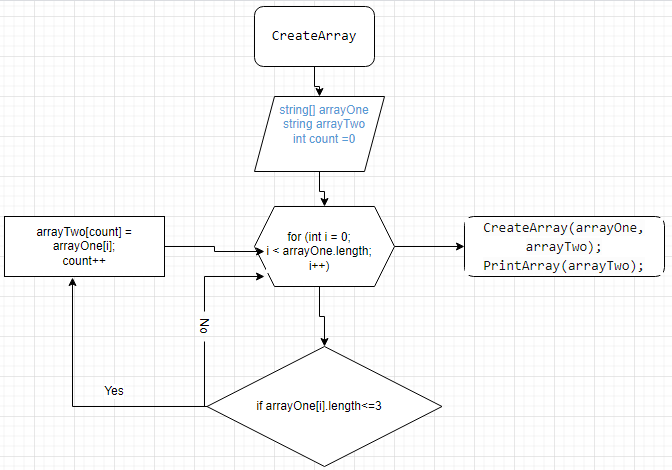 CreateArray
string[] arrayOne
string arrayTwo
int count =0
for (int i = 0;
i < arrayOne.length;
i++)
arrayTwo[count] =
arrayOne[i];
count++
CreateArray(arrayOne,
arrayTwo);
PrintArray(arrayTwo);
No
Yes
if arrayOne[i].length<=3